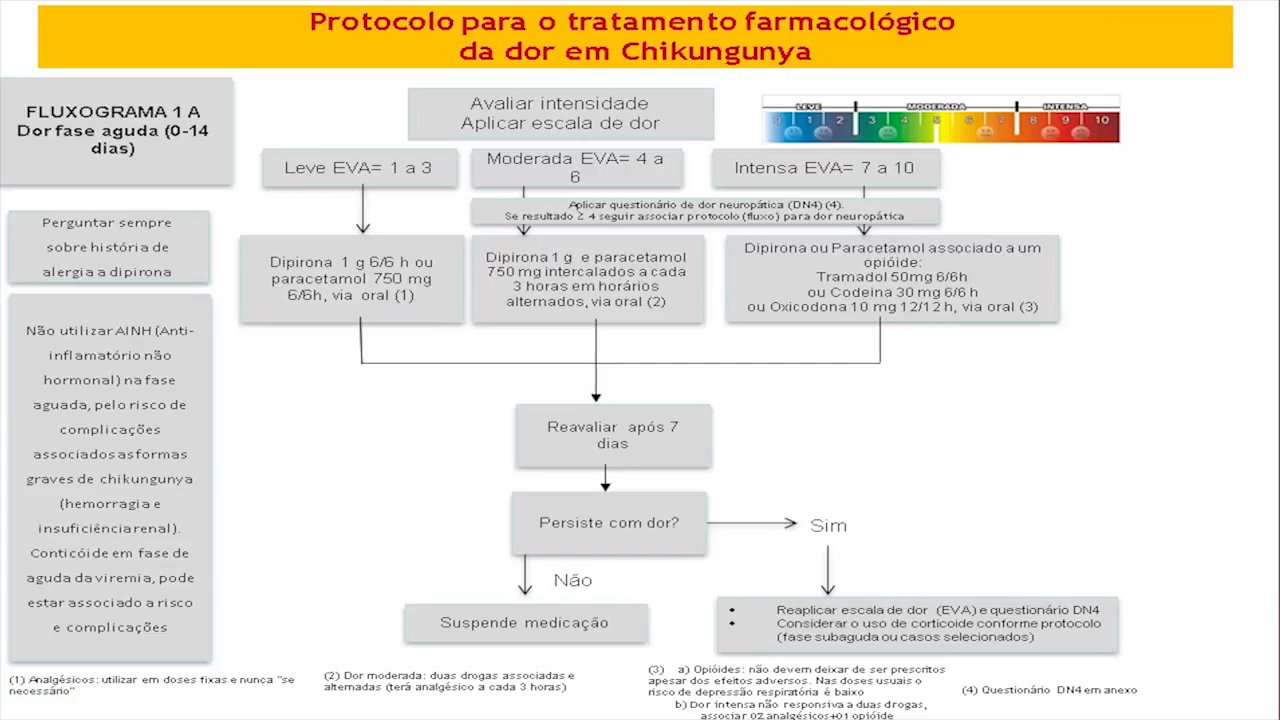 Protocolo para o tratamento farmacológico
da dor em Chikungunya
FLUXOGRAMA 1 A
Dor fase aguda (0-14
dias)
Avaliar intensidade
Aplicar escala de dor
LEVE MODERADA INTENSA
0 1 2 3 4 5 6 7 8 9 10
Leve EVA= 1 a 3
Moderada EVA= 4 a
6
Intensa EVA= 7 a 10
Aplicar questionário de dor neuropática (DN4) (4).
Se resultado ≥ 4 seguir associar protocolo (fluxo) para dor neuropática
Perguntar sempre
sobre história de
alergia a dipirona
Dipirona 1 g 6/6 h ou
paracetamol 750 mg
6/6h, via oral (1)
Dipirona 1 g e paracetamol
750 mg intercalados a cada
3 horas em horários
alternados, via oral (2)
Dipirona ou Paracetamol associado a um
opióide:
Tramadol 50mg 6/6h
ou Codeina 30 mg 6/6 h
ou Oxicodona 10 mg 12/12 h, via oral (3)
Não utilizar AINH (Anti-
inflamatório não
hormonal) na fase
aguada, pelo risco de
complicações
associados as formas
graves de chikungunya
(hemorragia e
insuficiência renal).
Conticóide em fase de
aguda da viremia, pode
estar associado a risco
e complicações
Reavaliar após 7
dias
Persiste com dor?
Sim
Não
Suspende medicação
• Reaplicar escala de dor (EVA) e questionário DN4
• Considerar o uso de corticoide conforme protocolo
(fase subaguda ou casos selecionados)
(1) Analgésicos: utilizar em doses fixas e nunca "se
necessário"
(2) Dor moderada: duas drogas associadas e
alternadas (terá analgésico a cada 3 horas)
(3) a) Opióides: não devem deixar de ser prescritos
apesar dos efeitos adversos. Nas doses usuais o
risco de depressão respiratória é baixo
b) Dor intensa não responsiva a duas drogas,
associar 02 analgésicos+01 opióide
(4) Questionário DN4 em anexo